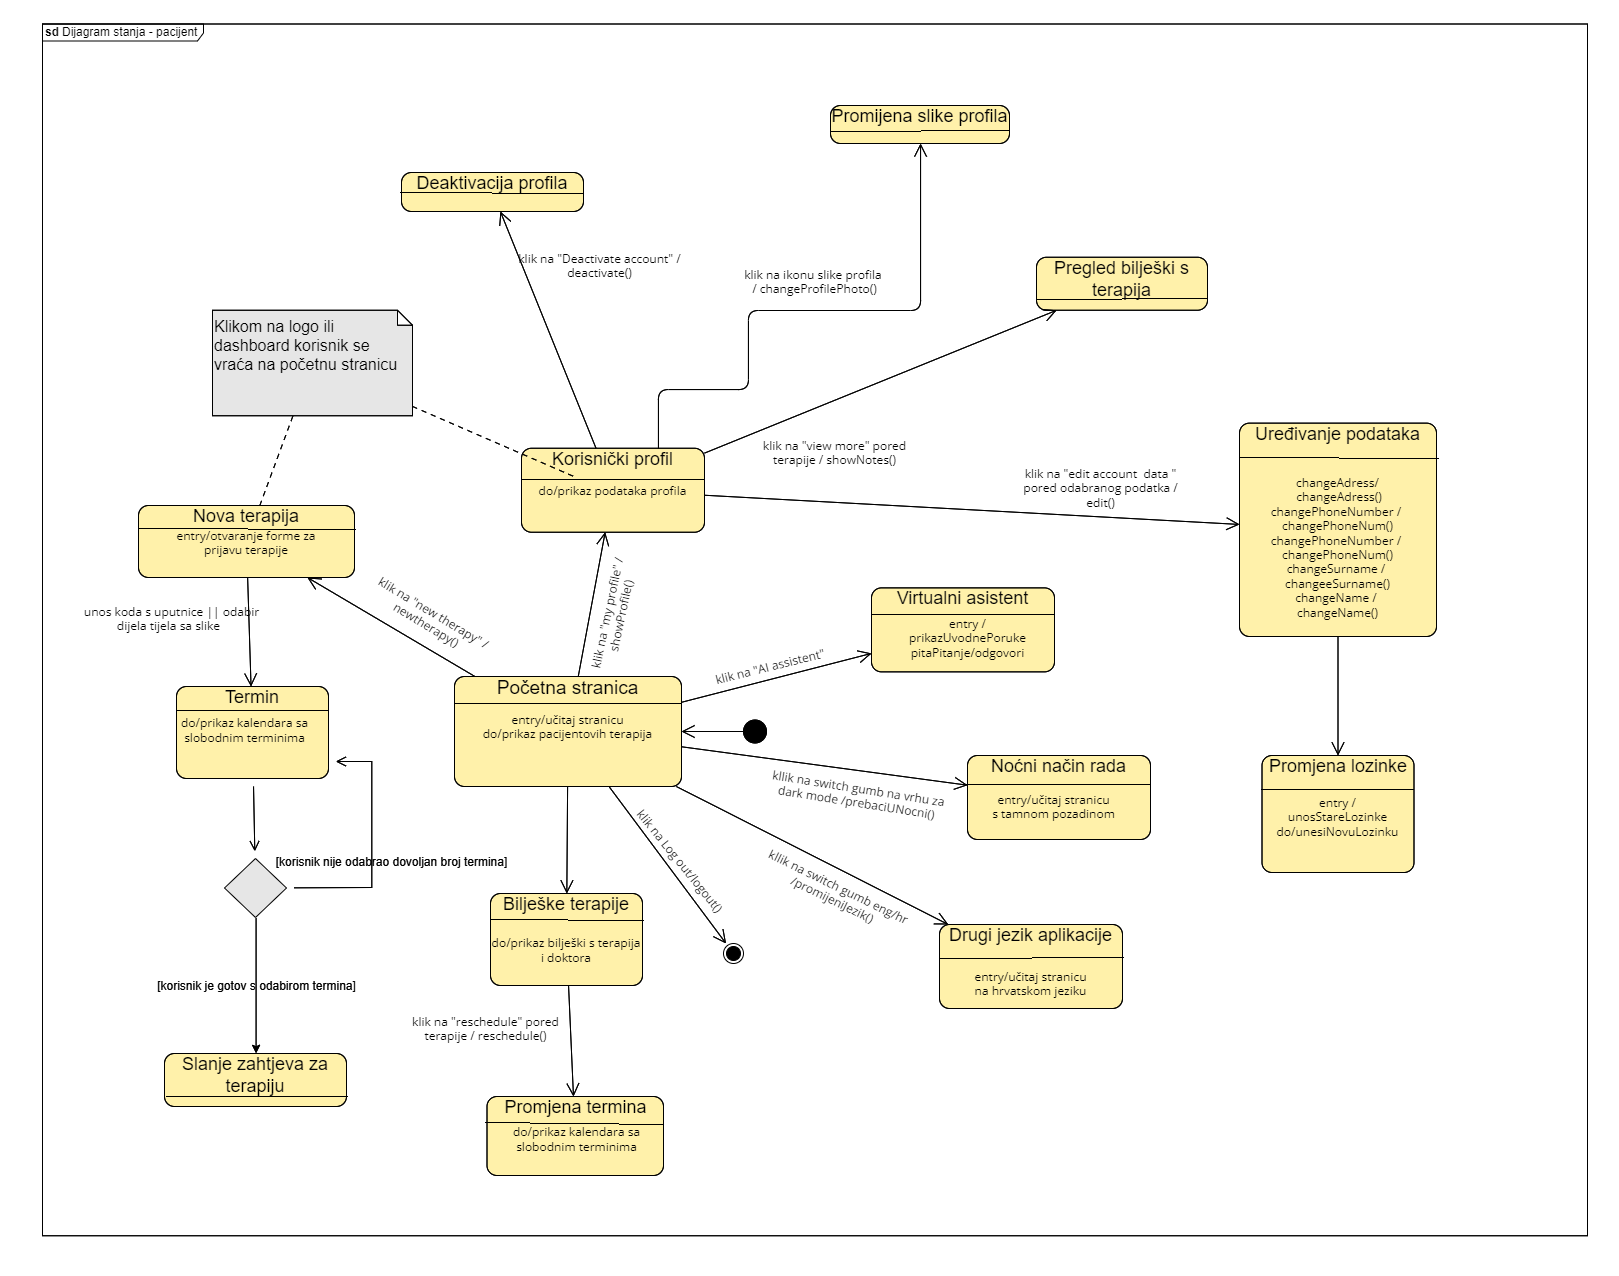 sd Dijagram stanja - pacijent
Promijena slike profila
Deaktivacija profila
klik na "Deactivate account" /
deactivate()
klik na ikonu slike profila
/ changeProfilePhoto()
Pregled bilješki s
terapija
Klikom na logo ili
dashboard korisnik se
vraća na početnu stranicu
Korisnički profil
do/prikaz podataka profila
klik na "view more" pored
terapije / showNotes()
klik na "edit account  data "
pored odabranog podatka /
edit()
Uređivanje podataka
changeAdress/
changeAdress()
changePhoneNumber /
changePhoneNum()
changePhoneNumber /
changePhoneNum()
changeSurname /
changeeSurname()
changeName /
changeName()
Nova terapija
entry/otvaranje forme za
prijavu terapije
klik na "new therapy" /
newtherapy()
klik na "my profile" /
showProfile()
unos koda s uputnice || odabir
dijela tijela sa slike
Virtualni asistent
entry /
prikazUvodnePoruke
pitaPitanje/odgovori
klik na "AI assistent"
Termin
do/prikaz kalendara sa
slobodnim terminima
Početna stranica
entry/učitaj stranicu
do/prikaz pacijentovih terapija
kllik na switch gumb na vrhu za
dark mode /prebaciUNocni()
Noćni način rada
entry/učitaj stranicu
s tamnom pozadinom
Promjena lozinke
entry /
unosStareLozinke
do/unesiNovuLozinku
[korisnik nije odabrao dovoljan broj termina]
klik na Log out/logout()
kllik na switch gumb eng/hr
/promijeniJezik()
Bilješke terapije
do/prikaz bilješki s terapija
i doktora
Drugi jezik aplikacije
entry/učitaj stranicu
na hrvatskom jeziku
[korisnik je gotov s odabirom termina]
klik na "reschedule" pored
terapije / reschedule()
Slanje zahtjeva za
terapiju
Promjena termina
do/prikaz kalendara sa
slobodnim terminima